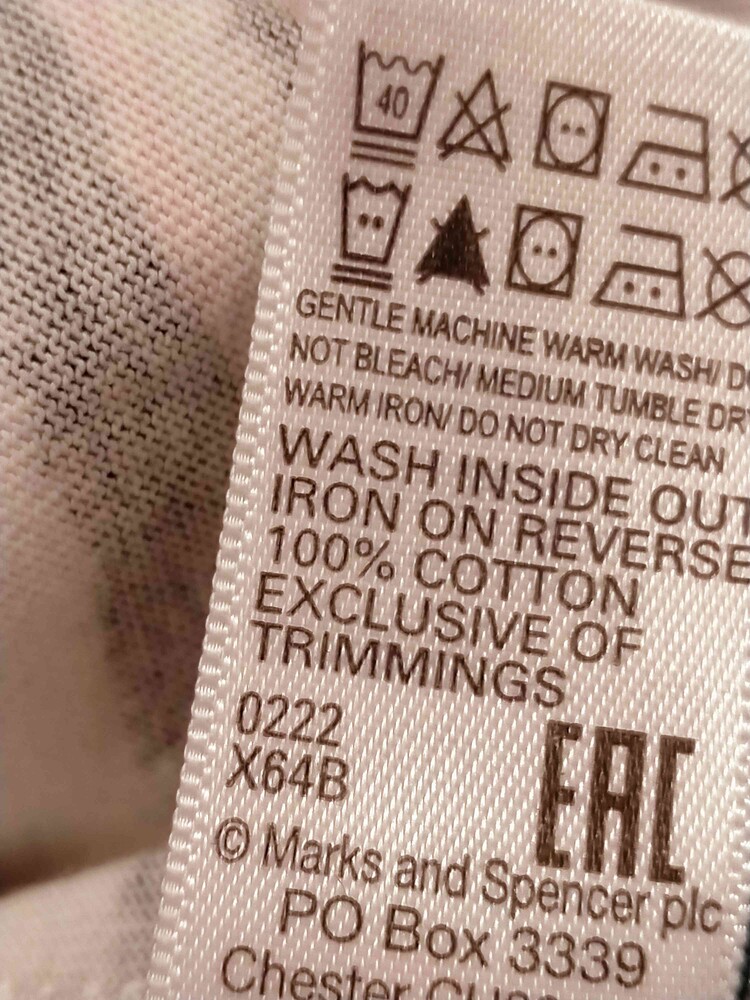 40
GENTLE MACHINE WARM WASH/
NOT BLEACH/ MEDIUM TUMBLE
WARM IRON/ DO NOT DRY CLEAN
WASH INSIDE OUT
IRON ON REVERSE
100% COTTON
EXCLUSIVE OF
TRIMMINGS
0222
X64B
EAC
© Marks and Spencer plc
PO Box 3339
Chester